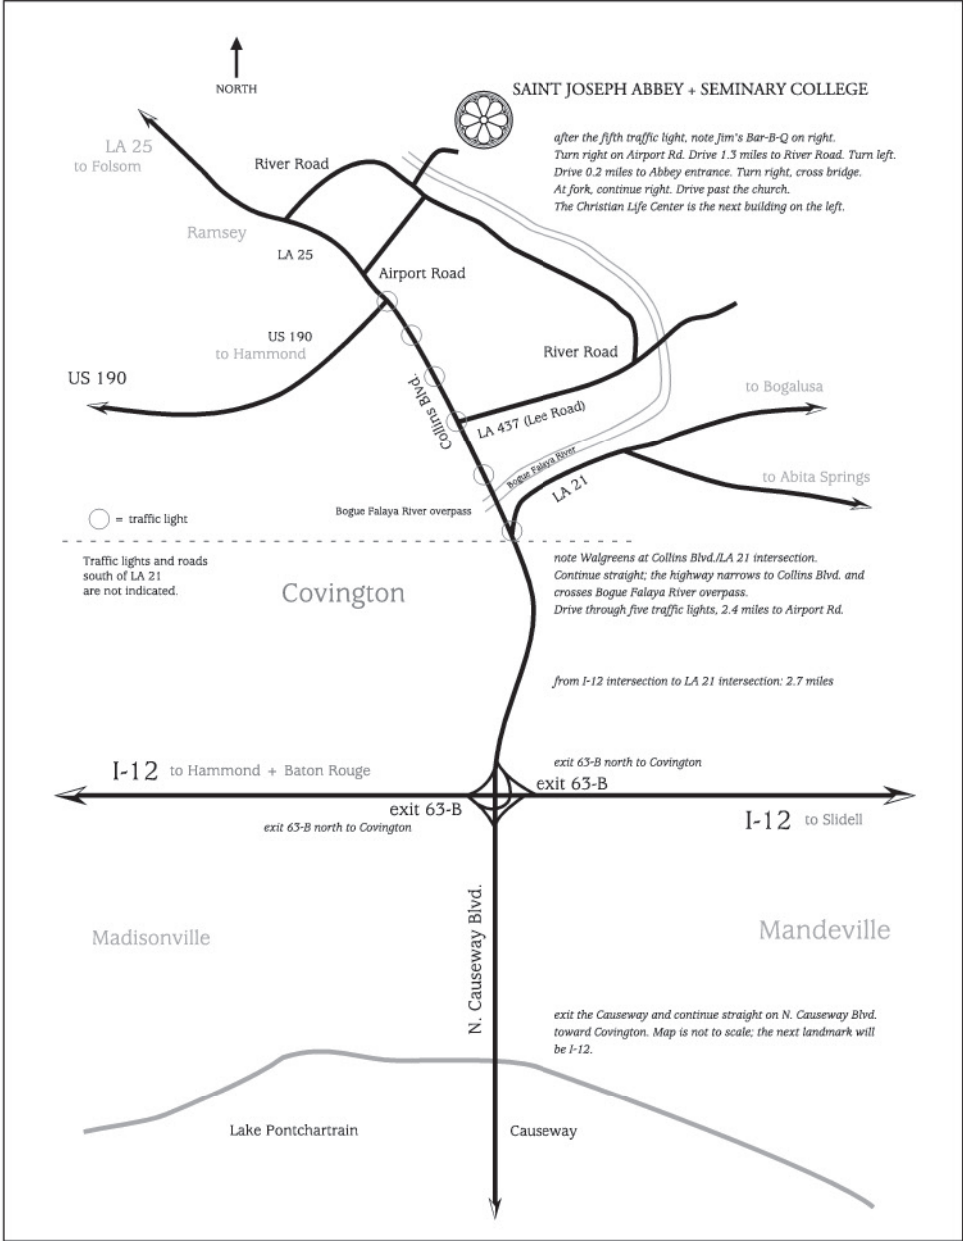 NORTH
SAINT JOSEPH ABBEY + SEMINARY COLLEGE
after the fifth traffic light, note Jim's Bar-B-Q on right.
Turn right on Airport Rd. Drive 1.3 miles to River Road. Turn left.
Drive 0.2 miles to Abbey entrance. Turn right, cross bridge.
At fork, continue right. Drive past the church.
The Christian Life Center is the next building on the left.
LA 25
to Folsom
River Road
Ramsey
LA 25
Airport Road
US 190
to Hammond
US 190
River Road
Collins Blvd.
LA 437 (Lee Road)
to Bogalusa
Bogue Falaya River
LA 21
to Abita Springs
Bogue Falaya River overpass
= traffic light
Traffic lights and roads
south of LA 21
are not indicated.
Covington
note Walgreens at Collins Blvd./LA 21 intersection.
Continue straight; the highway narrows to Collins Blvd. and
crosses Bogue Falaya River overpass.
Drive through five traffic lights, 2.4 miles to Airport Rd.
from I-12 intersection to LA 21 intersection: 2.7 miles
exit 63-B north to Covington
I-12 to Hammond + Baton Rouge
exit 63-B
exit 63-B
exit 63-B north to Covington
I-12 to Slidell
N. Causeway Blvd.
Madisonville
Mandeville
exit the Causeway and continue straight on N. Causeway Blvd.
toward Covington. Map is not to scale; the next landmark will
be I-12.
Lake Pontchartrain
Causeway